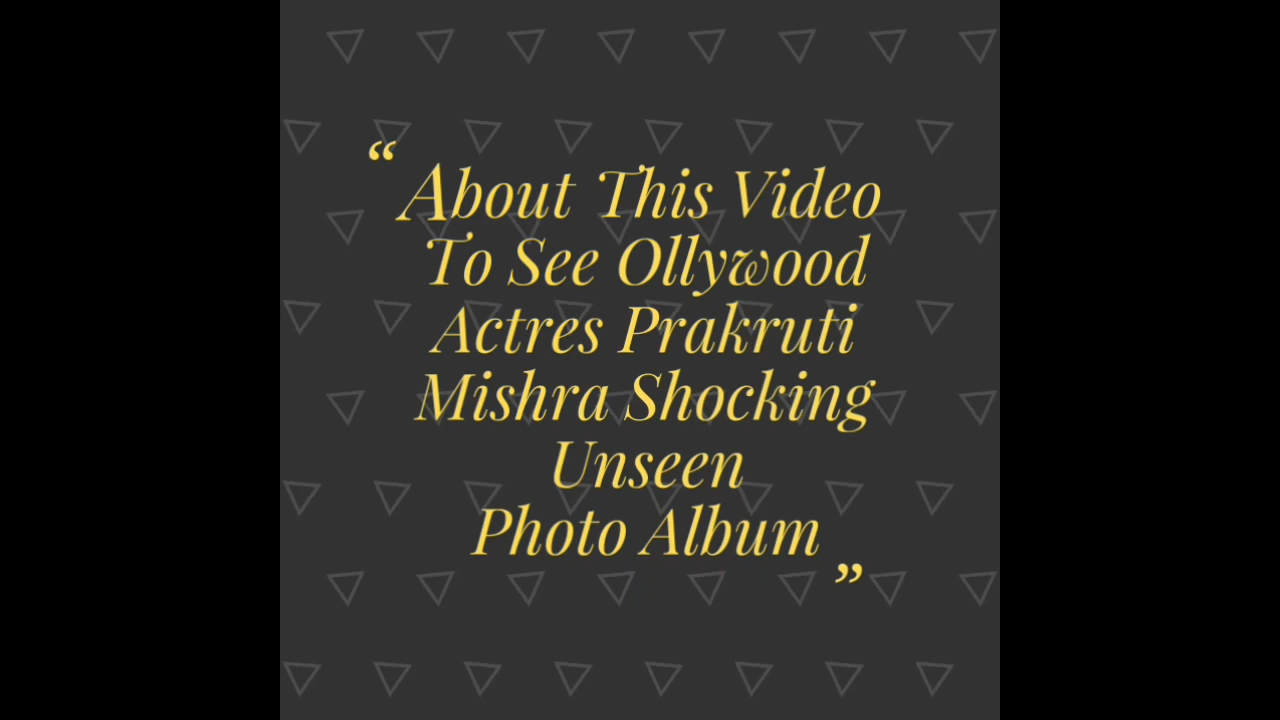 “ About This Video
To See Ollywood
Actres Prakruti
Mishra Shocking
Unseen
Photo Album ”